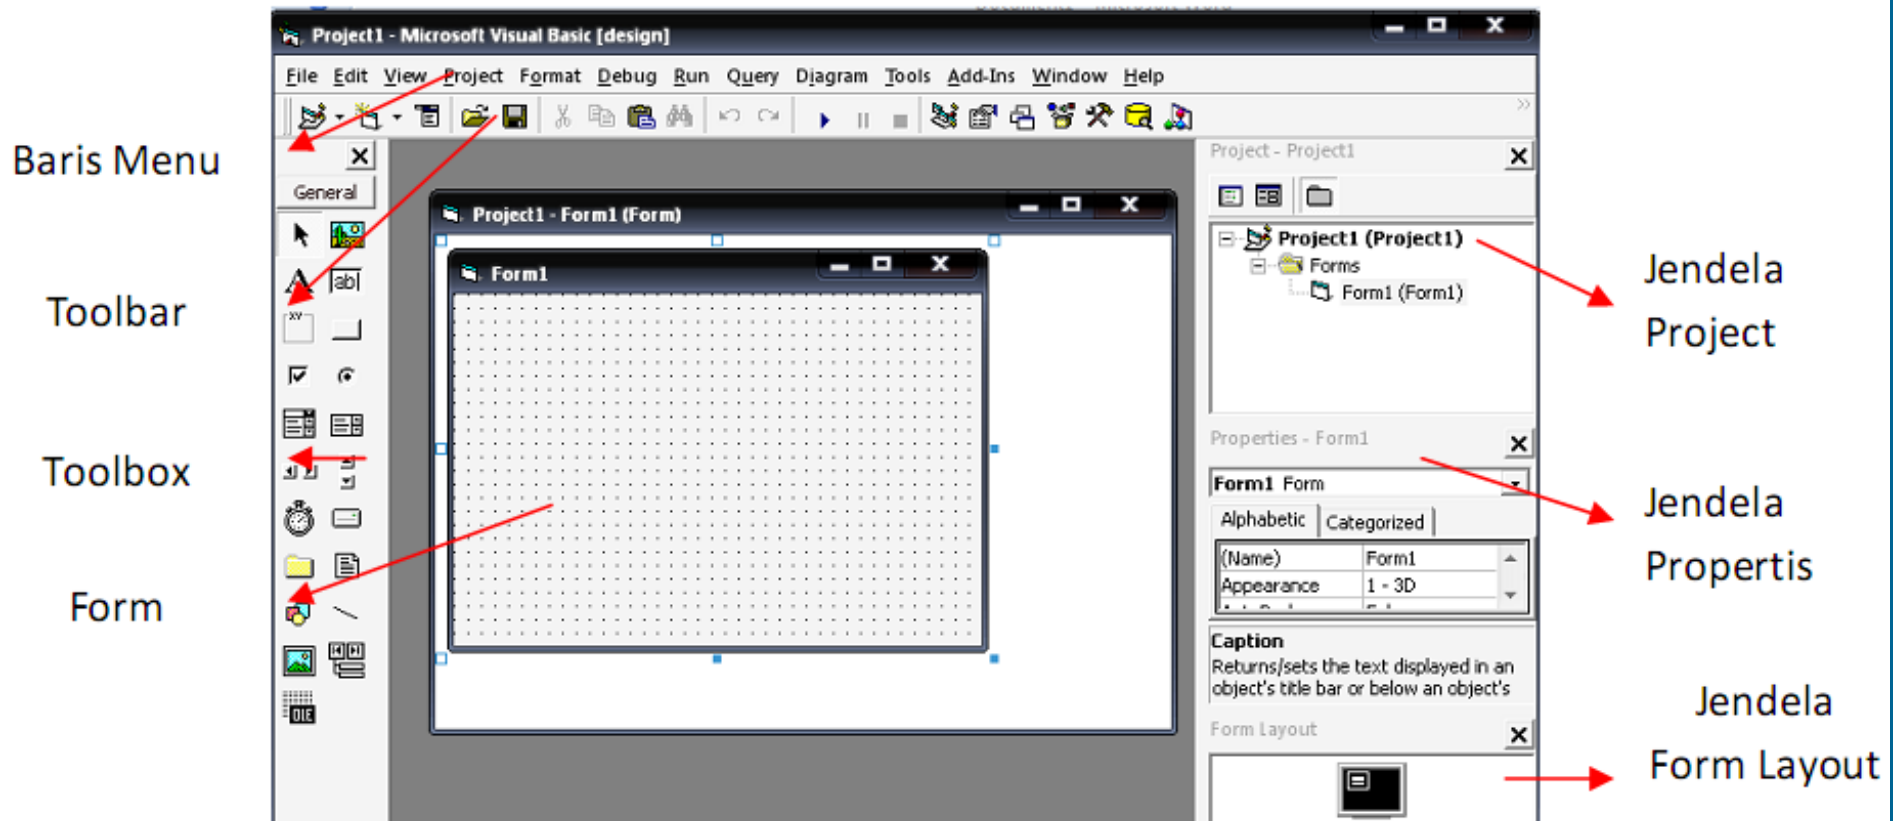 Project1 - Microsoft Visual Basic [design]
File Edit View Project Format Debug Run Query Diagram Tools Add-Ins Window Help
Baris Menu
General
Toolbar
Toolbox
Form
Project1 - Form1 (Form)
Form1
Project - Project1
Project1 (Project1)
Forms
Form1 (Form1)
Jendela
Project
Properties - Form1
Form1 Form
Alphabetic Categorized
(Name) Form1
Appearance 1 - 3D
Jendela
Propertis
Caption
Returns/sets the text displayed in an
object's title bar or below an object's
Form Layout
Jendela
Form Layout